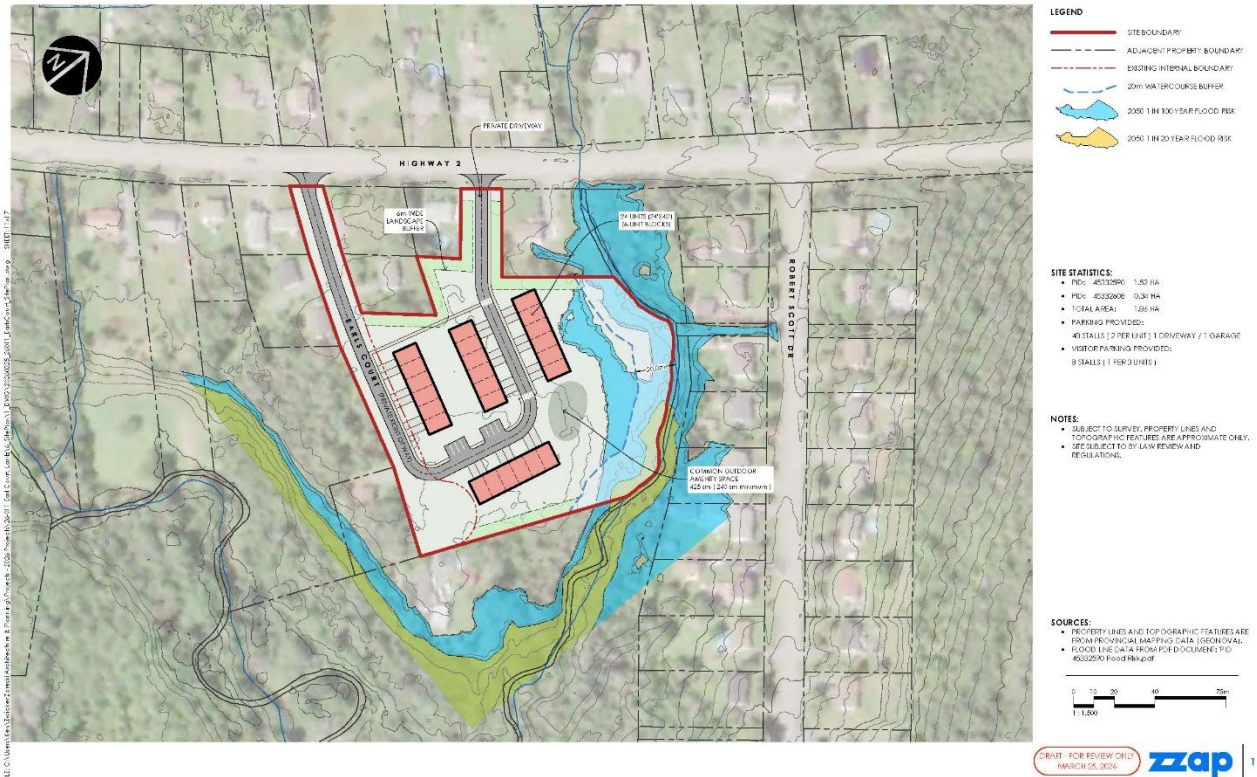 N
PRIVATE DRIVEWAY
HIGHWAY 2
6m WIDE
LANDSCAPE
BUFFER
24 UNITS (24'X40')
(6-UNIT BLOCKS)
EARLS COURT
ROBERT SCOTT DR
COMMON OUTDOOR
AMENITY SPACE
LEGEND
SITE BOUNDARY
ADJACENT PROPERTY BOUNDARY
EXISTING INTERNAL BOUNDARY
20m WATERCOURSE BUFFER
2050 1 IN 100 YEAR FLOOD RISK
2050 1 IN 20 YEAR FLOOD RISK
SITE STATISTICS:
• PID: 45332590 1.52 HA
• PID: 45332608 0.34 HA
• TOTAL AREA: 1.86 HA
• PARKING PROVIDED:
STALLS ( 2 PER UNIT ) 1 DRIVEWAY / 1 GARAGE
• VISITOR PARKING PROVIDED:
8 STALLS ( 1 PER 3 UNITS )
NOTES:
• SUBJECT TO SURVEY. PROPERTY LINES AND
TOPOGRAPHIC FEATURES ARE APPROXIMATE ONLY.
• SITE SUBJECT TO BY-LAW REVIEW AND
REGULATIONS.
SOURCES:
• PROPERTY LINES AND TOPOGRAPHIC FEATURES ARE
FROM PROVINCIAL MAPPING DATA (GEONOVA).
• FLOOD LINE DATA FROM PDF DOCUMENT: "PID
45332590 Flood Risk.pdf
0 10 20 40 75m
1 : 1,500
DRAFT - FOR REVIEW ONLY
MARCH 25, 2026
zzap
1